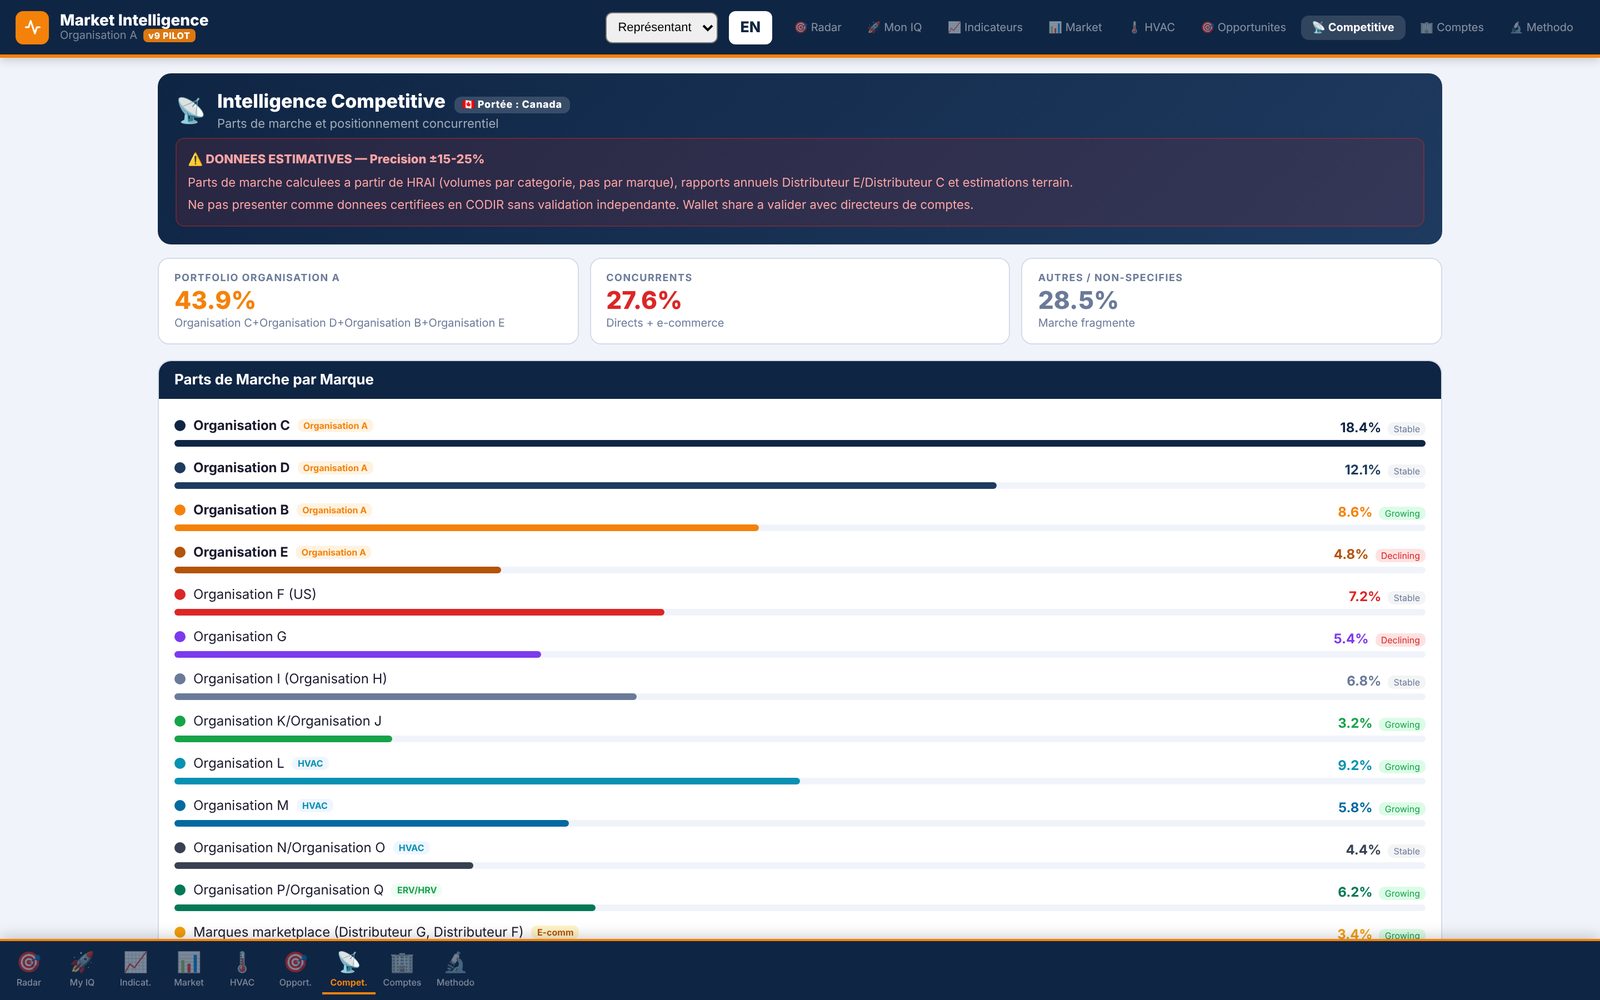 Market Intelligence
Organisation A v9 PILOT
Représentant
EN
Radar
Mon IQ
Indicateurs
Market
HVAC
Opportunites
Competitive
Comptes
Methodo
Intelligence Competitive
Portée : Canada
Parts de marche et positionnement concurrentiel
DONNEES ESTIMATIVES — Precision ±15-25%
Parts de marche calculees a partir de HRAI (volumes par categorie, pas par marque), rapports annuels Distributeur E/Distributeur C et estimations terrain.
Ne pas presenter comme donnees certifiees en CODIR sans validation independante. Wallet share a valider avec directeurs de comptes.
PORTFOLIO ORGANISATION A
43.9%
Organisation C+Organisation D+Organisation B+Organisation E
CONCURRENTS
27.6%
Directs + e-commerce
AUTRES / NON-SPECIFIES
28.5%
Marche fragmente
Parts de Marche par Marque
Organisation C Organisation A 18.4% Stable
Organisation D Organisation A 12.1% Stable
Organisation B Organisation A 8.6% Growing
Organisation E Organisation A 4.8% Declining
Organisation F (US) 7.2% Stable
Organisation G 5.4% Declining
Organisation I (Organisation H) 6.8% Stable
Organisation K/Organisation J 3.2% Growing
Organisation L HVAC 9.2% Growing
Organisation M HVAC 5.8% Growing
Organisation N/Organisation O HVAC 4.4% Stable
Organisation P/Organisation Q ERV/HRV 6.2% Growing
Marques marketplace (Distributeur G, Distributeur F) E-comm 3.4% Growing
Radar
My IQ
Indicat.
Market
HVAC
Opport.
Compet.
Comptes
Methodo